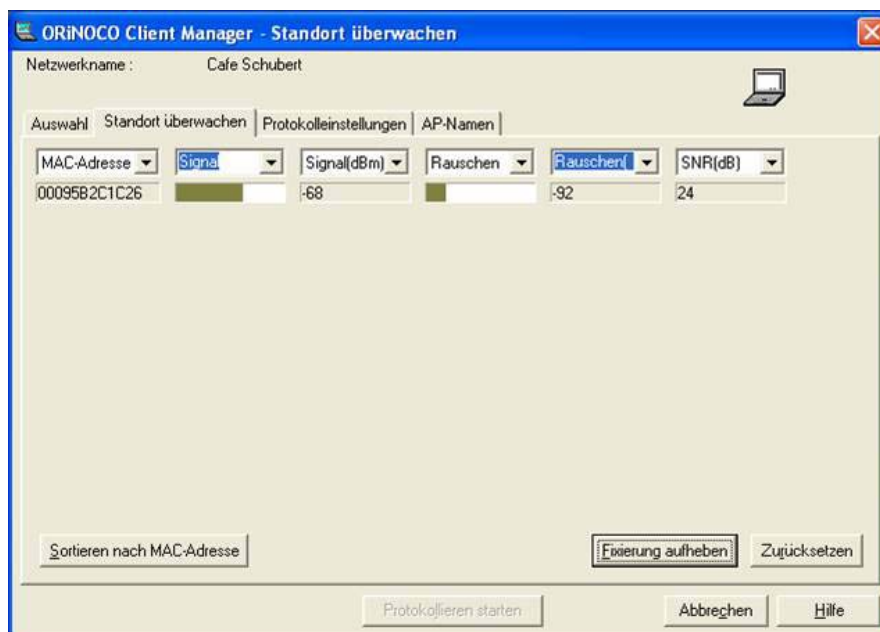 ORiNOCO Client Manager - Standort überwachen
Netzwerkname : Cafe Schubert
Auswahl Standort überwachen Protokolleinstellungen AP-Namen
MAC-Adresse Signal Signal(dBm) Rauschen Rauschen( SNR(dB)
00095B2C1C26 -68 -92 24
Sortieren nach MAC-Adresse Fixierung aufheben Zurücksetzen
Protokollieren starten Abbrechen Hilfe